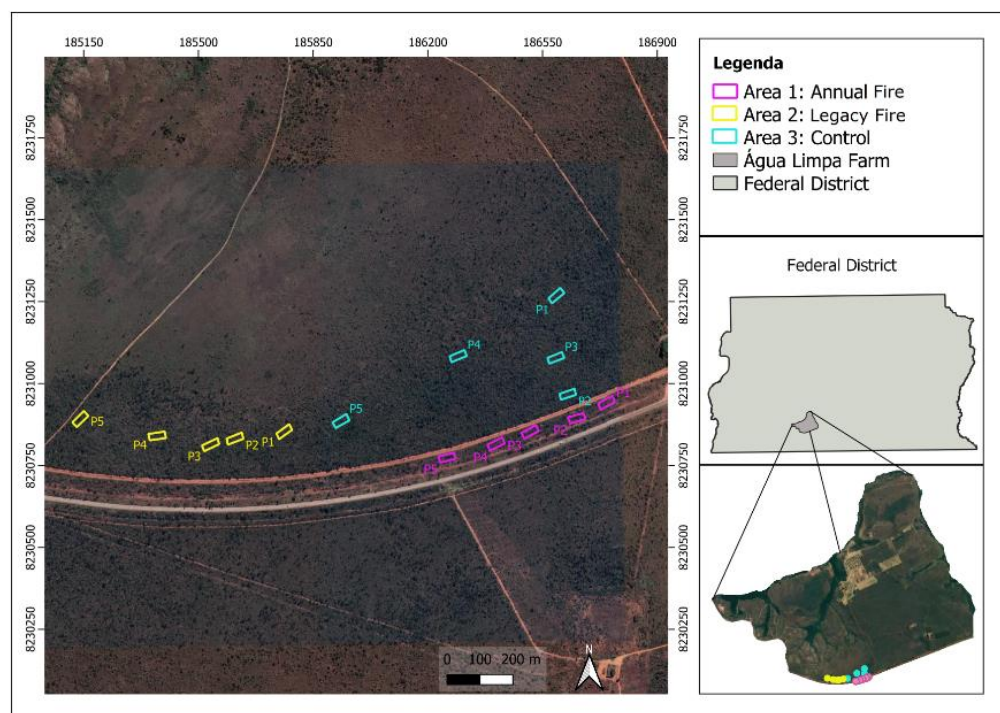 185150 185500 185850 186200 186550 186900
8231750
8231500
8231250
8231000
8230750
8230500
8230250
8231750
8231500
8231250
8231000
8230750
8230500
8230250
P1
P4
P3
P2
P5
P1
P2
P3
P4
P5
P1
P2
P3
P4
P5
N
0 100 200 m
Legenda
Area 1: Annual Fire
Area 2: Legacy Fire
Area 3: Control
Água Limpa Farm
Federal District
Federal District